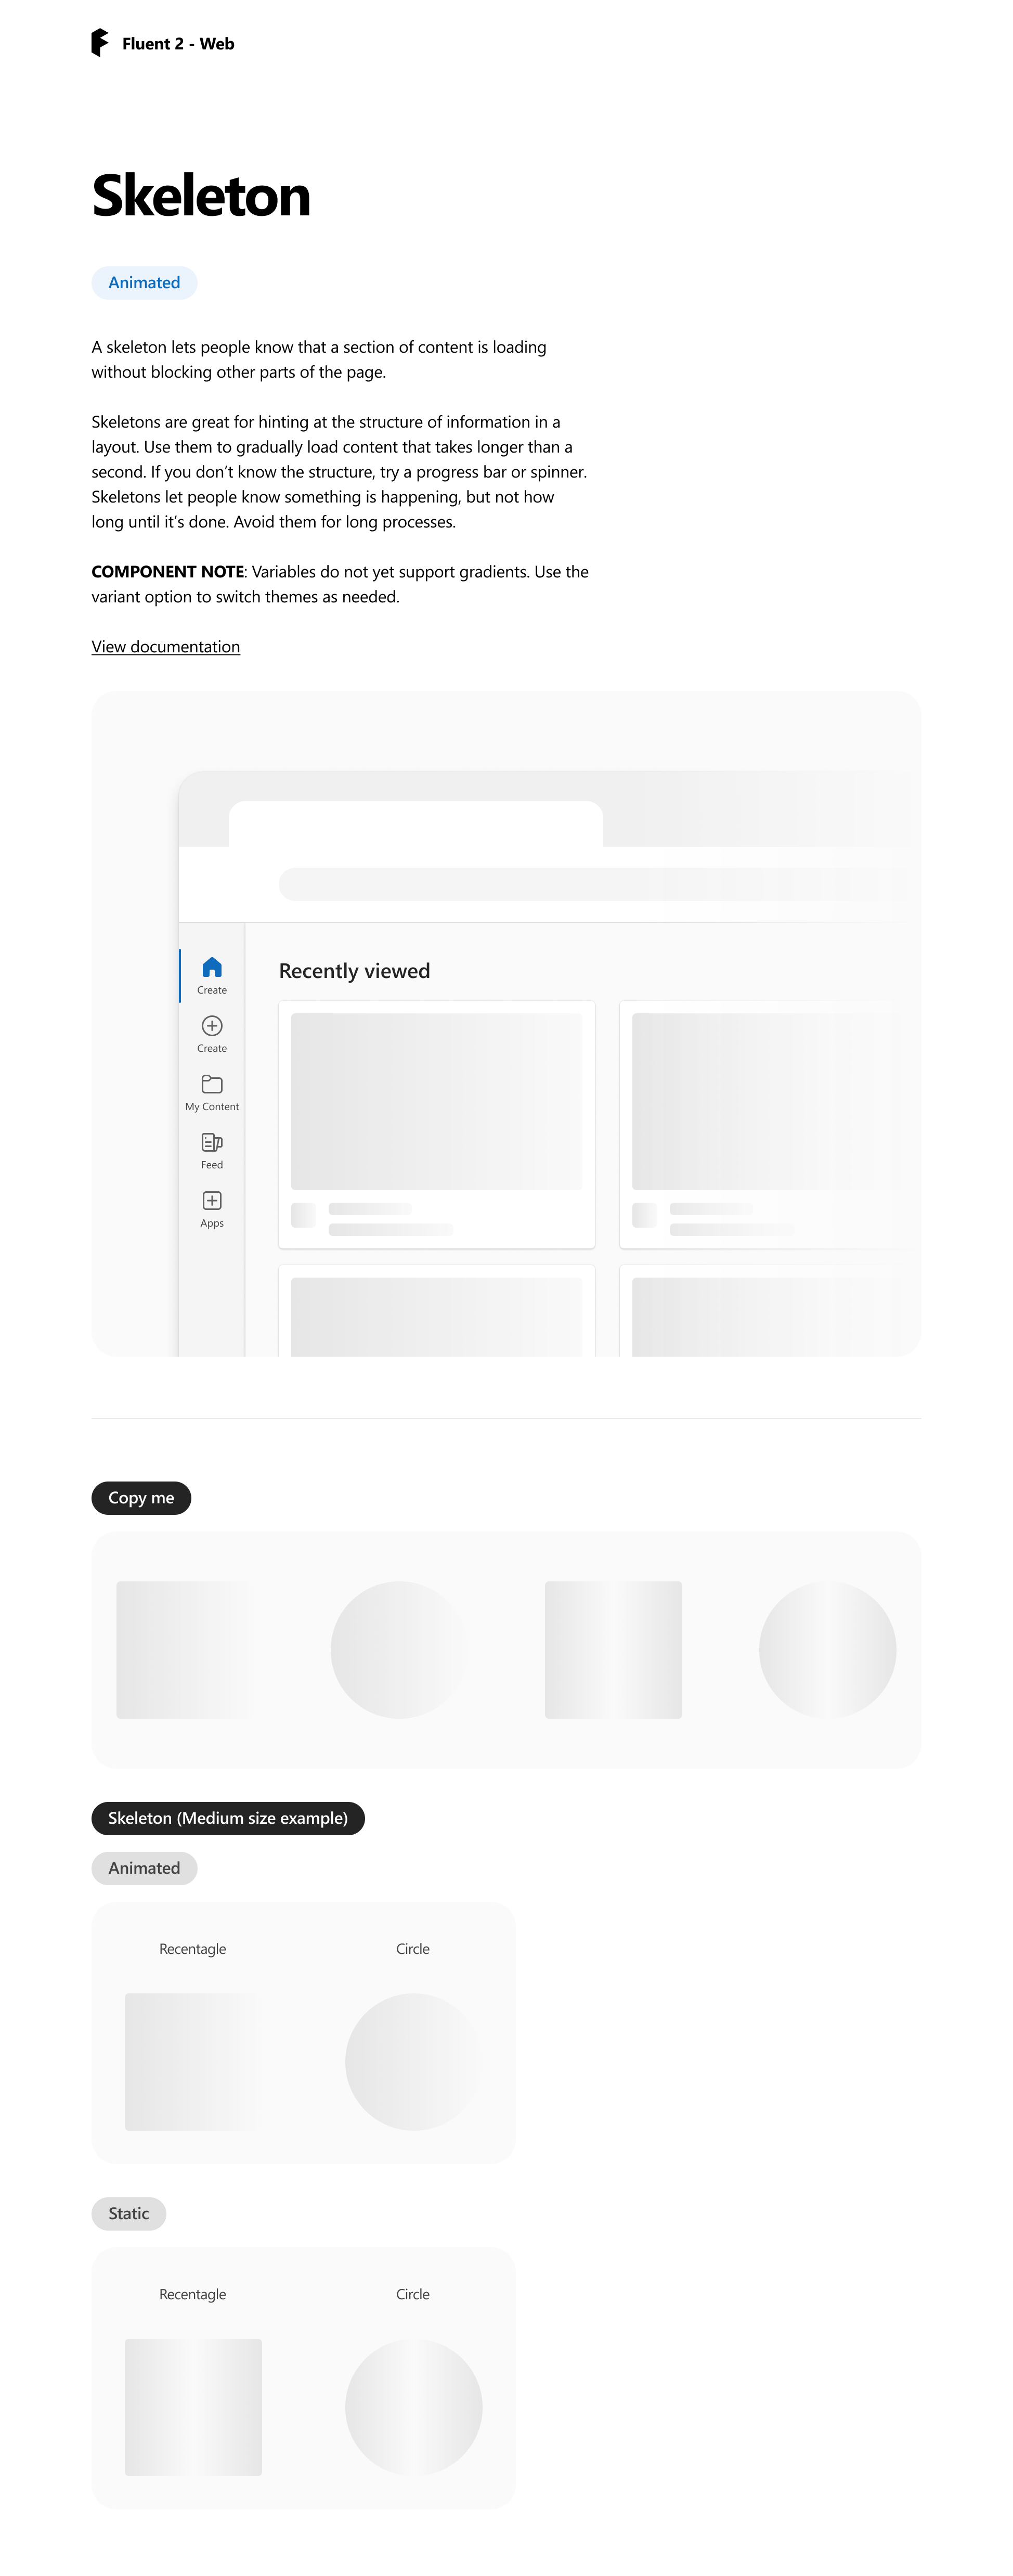 Fluent 2 - Web
Skeleton
Animated
A skeleton lets people know that a section of content is loading
without blocking other parts of the page.
Skeletons are great for hinting at the structure of information in a
layout. Use them to gradually load content that takes longer than a
second. If you don’t know the structure, try a progress bar or spinner.
Skeletons let people know something is happening, but not how
long until it’s done. Avoid them for long processes.
COMPONENT NOTE: Variables do not yet support gradients. Use the
variant option to switch themes as needed.
View documentation
Recently viewed
Create
Create
My Content
Feed
Apps
Copy me
Skeleton (Medium size example)
Animated
Recentagle
Circle
Static
Recentagle
Circle